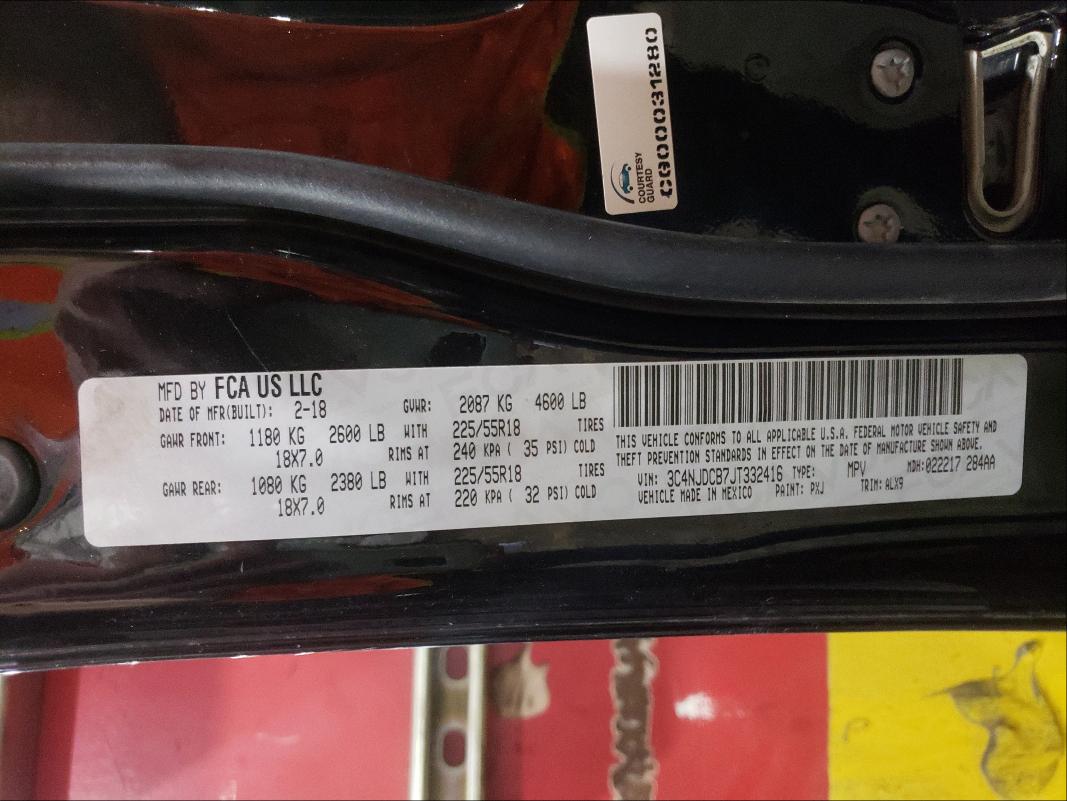 COURTESY
GUARD
CG0000031280
MFD BY FCA US LLC
DATE OF MFR(BUILT): 2-18 GVWR: 2087 KG 4600 LB
GAWR FRONT: 1180 KG 2600 LB WITH 225/55R18 TIRES
18X7.0 RIMS AT 240 KPA ( 35 PSI) COLD
GAWR REAR: 1080 KG 2380 LB WITH 225/55R18 TIRES
18X7.0 RIMS AT 220 KPA ( 32 PSI) COLD
THIS VEHICLE CONFORMS TO ALL APPLICABLE U.S.A. FEDERAL MOTOR VEHICLE SAFETY AND
THEFT PREVENTION STANDARDS IN EFFECT ON THE DATE OF MANUFACTURE SHOWN ABOVE.
VIN: 3C4NJDCB7JT332416 TYPE: MPV MDH:022217 284AA
VEHICLE MADE IN MEXICO PAINT: PXJ TRIM:ALX9